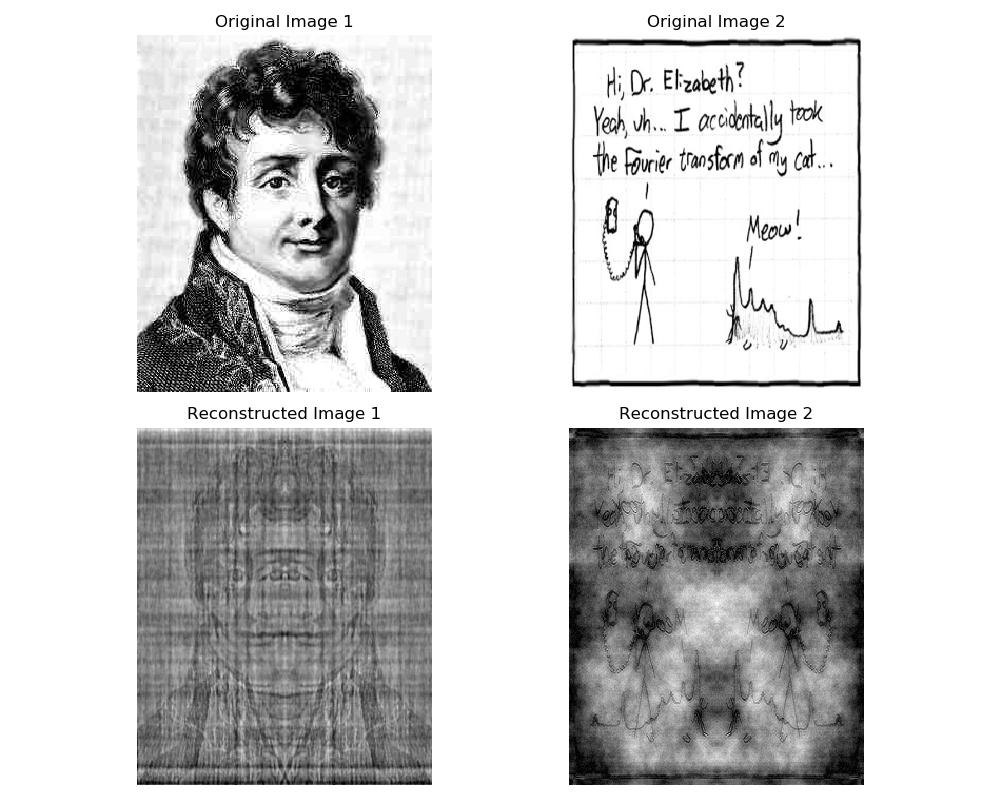 Original Image 1
Original Image 2
Hi, Dr. Elizabeth?
Yeah, uh... I accidentally took
the Fourier transform of my cat...
Meow!
Reconstructed Image 1
Reconstructed Image 2